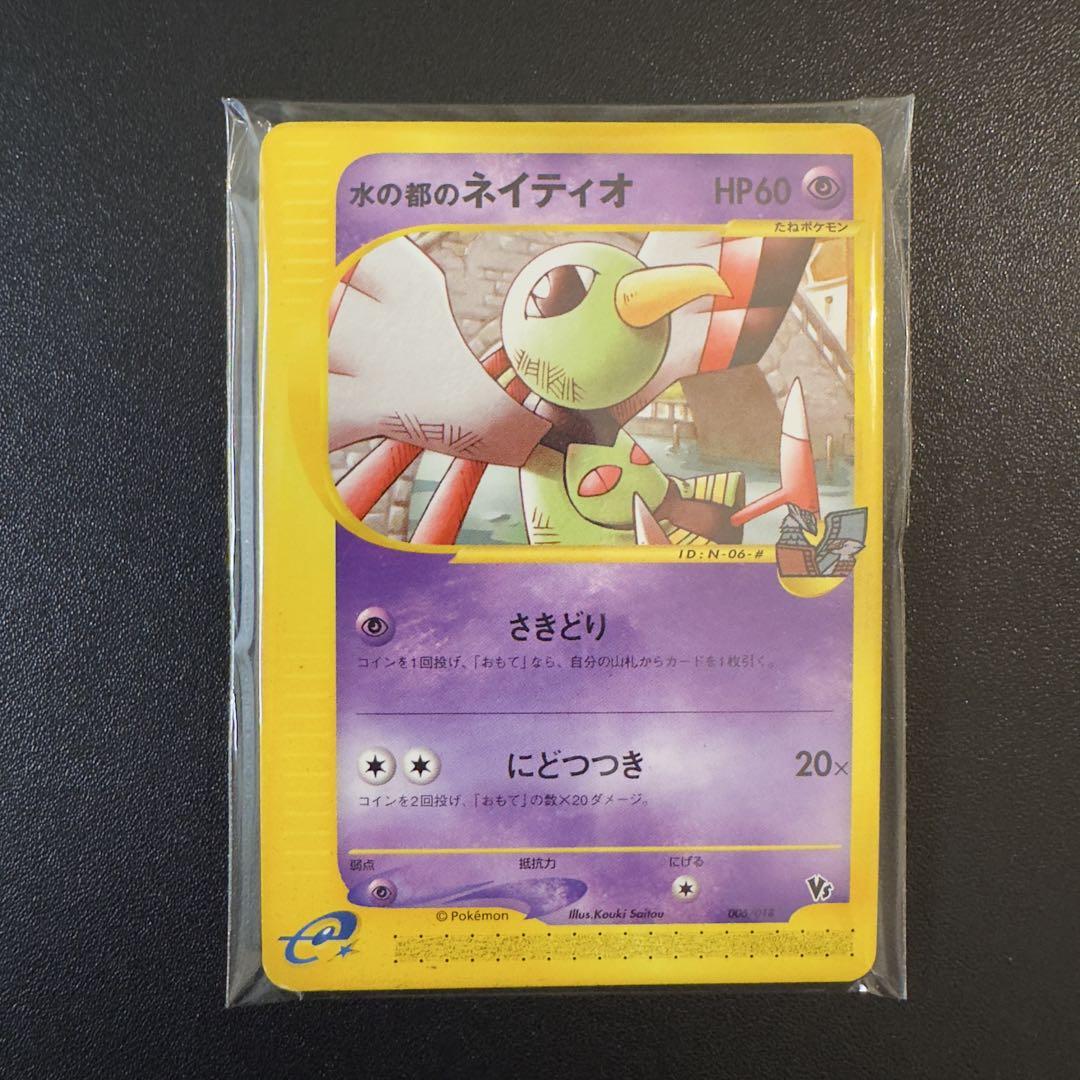 水の都のネイティオ HP60
たねポケモン
ID:N-06-#
さきどり
コインを1回投げ、「おもて」なら、自分の山札からカードを1枚引く。
にどつつき 20×
コインを2回投げ、「おもて」の数×20ダメージ。
弱点 抵抗力 にげる
VS
© Pokémon Illus.Kouki Saitou 006/018
e